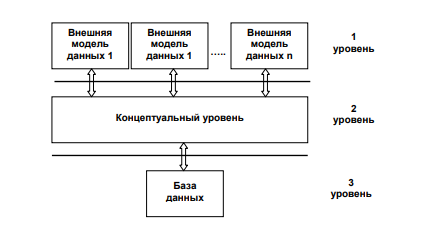 Внешняя
модель
данных 1
Внешняя
модель
данных 1
.....
Внешняя
модель
данных n
1
уровень
Концептуальный уровень
2
уровень
База
данных
3
уровень